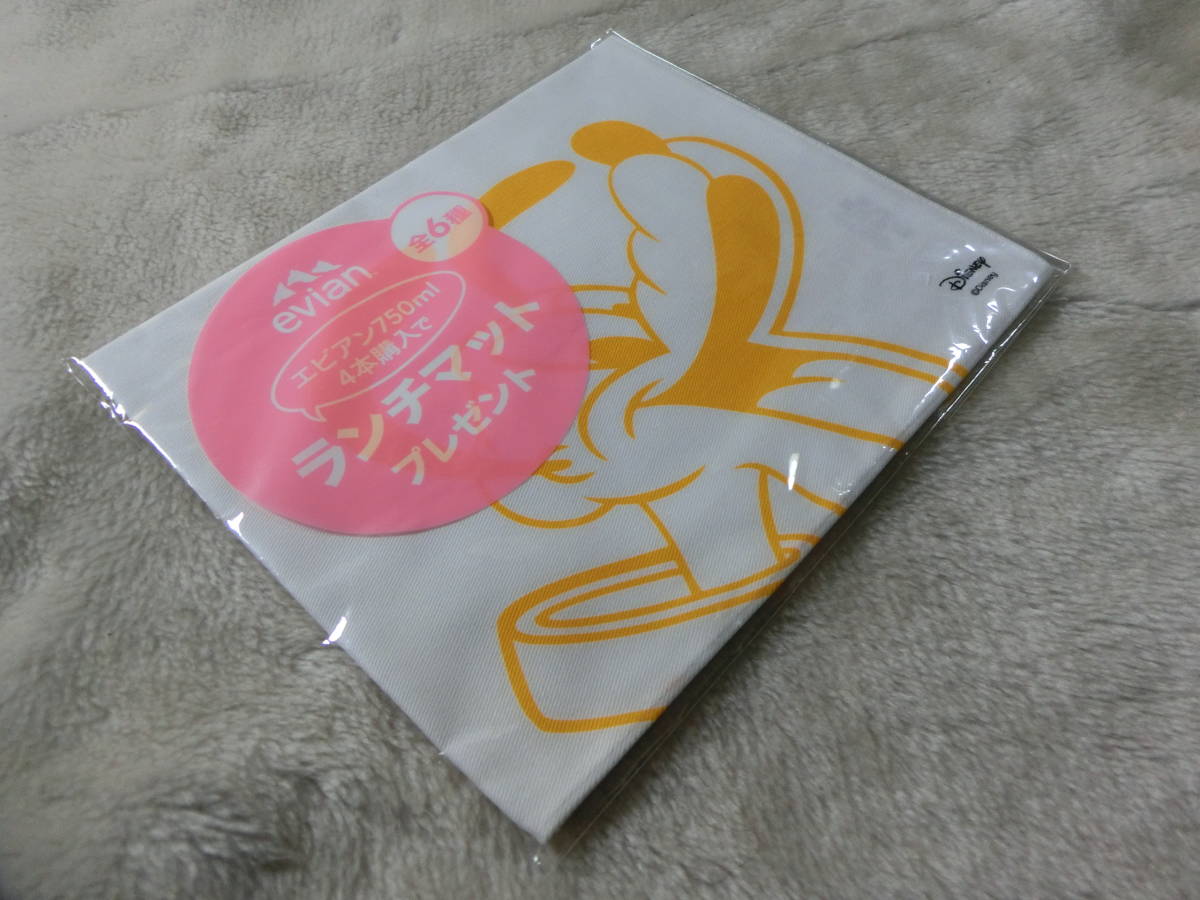 全6種
evian
エビアン750ml
4本購入で
ランチマット
プレゼント
Disney
©Disney